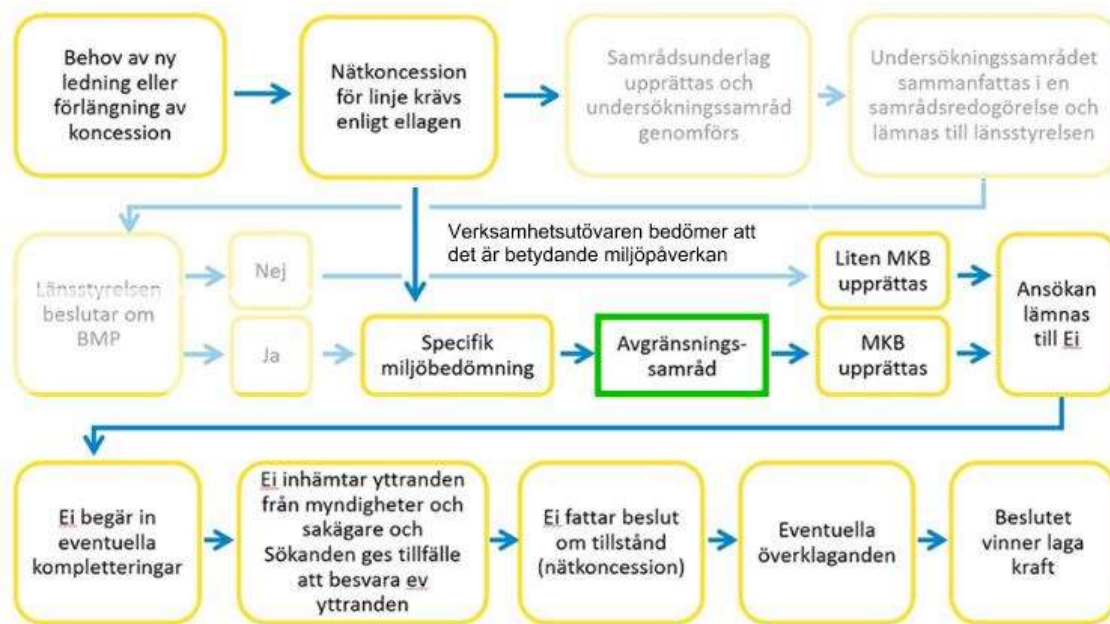 Behov av ny
ledning eller
förlängning av
koncession
Nätkoncession
för linje krävs
enligt ellagen
Samrådsunderlag
upprättas och
undersökningssamråd
genomförs
Undersökningssamrådet
sammanfattas i en
samrådsredogörelse och
lämnas till länsstyrelsen
Verksamhetsutövaren bedömer att
det är betydande miljöpåverkan
Länsstyrelsen
beslutar om
BMP
Nej
Ja
Specifik
miljöbedömning
Avgränsnings-
samråd
Liten MKB
upprättas
MKB
upprättas
Ansökan
lämnas
till Ei
Ei begär in
eventuella
kompletteringar
Ei inhämtar yttranden
från myndigheter och
sakägare och
Sökanden ges tillfälle
att besvara ev
yttranden
Ei fattar beslut
om tillstånd
(nätkoncession)
Eventuella
överklaganden
Beslutet
vinner laga
kraft